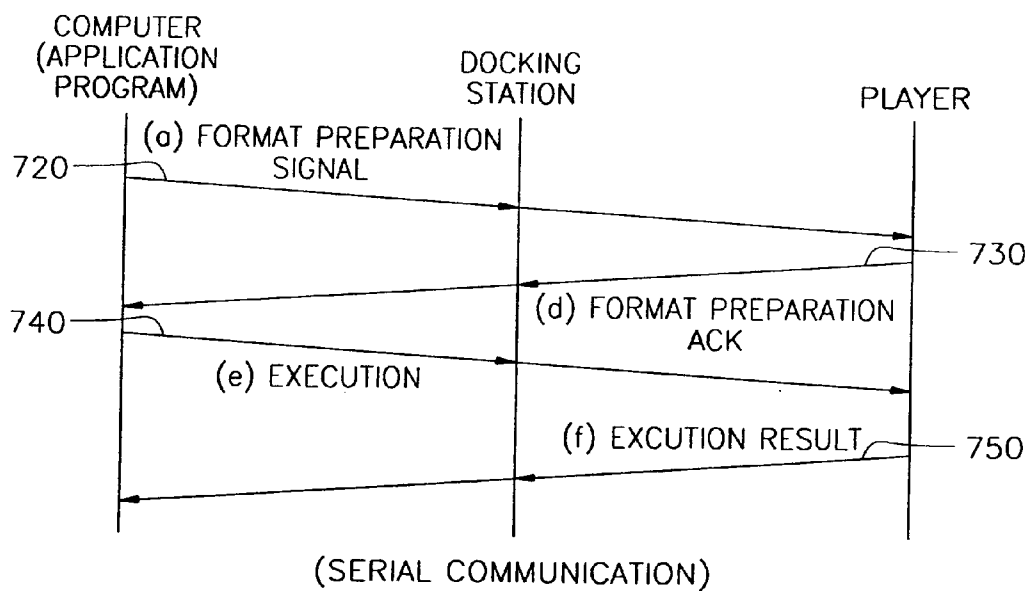 COMPUTER
(APPLICATION
PROGRAM)
DOCKING
STATION
PLAYER
(a) FORMAT PREPARATION
SIGNAL
720
730
(d) FORMAT PREPARATION
ACK
740
(e) EXECUTION
(f) EXCUTION RESULT
750
(SERIAL COMMUNICATION)